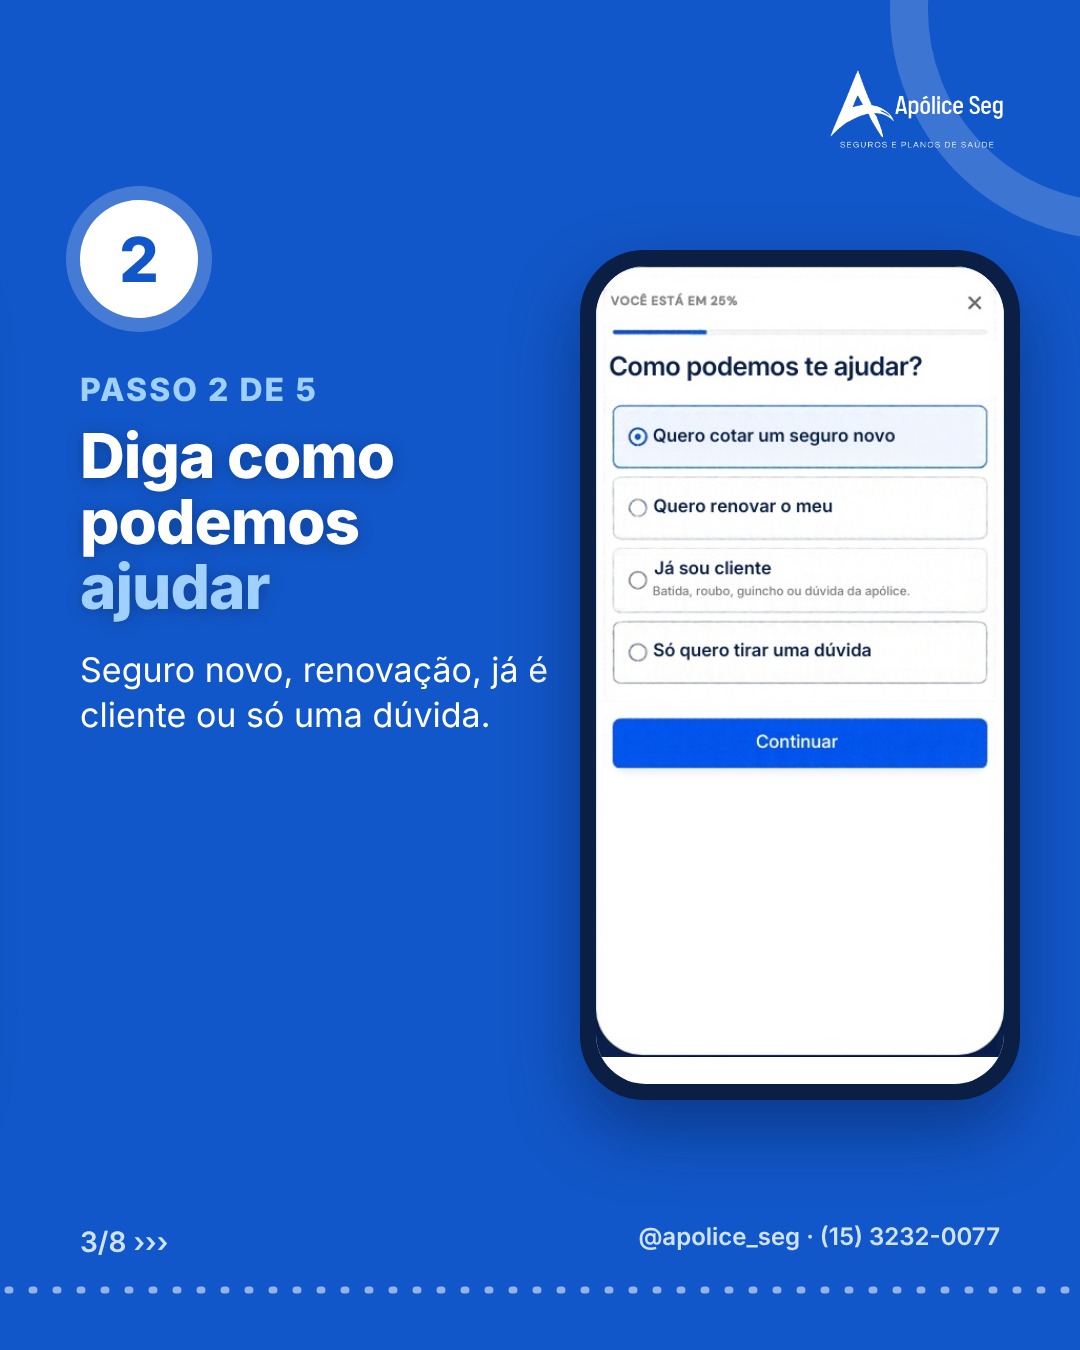 Apólice Seg
SEGUROS E PLANOS DE SAÚDE
2
PASSO 2 DE 5
Diga como
podemos
ajudar
Seguro novo, renovação, já é
cliente ou só uma dúvida.
VOCÊ ESTÁ EM 25%
Como podemos te ajudar?
Quero cotar um seguro novo
Quero renovar o meu
Já sou cliente
Batida, roubo, guincho ou dúvida da apólice.
Só quero tirar uma dúvida
Continuar
3/8 ›››
@apolice_seg · (15) 3232-0077